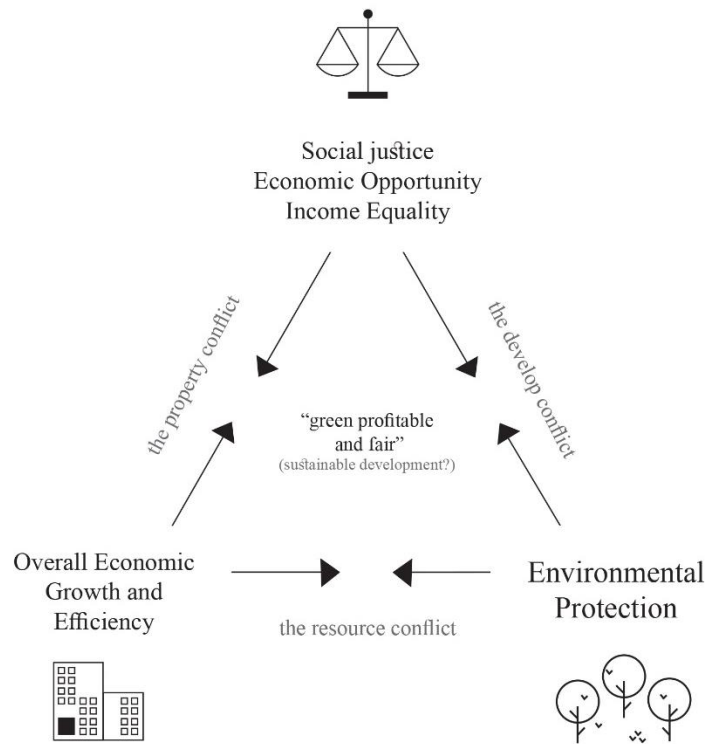 Social justice
Economic Opportunity
Income Equality
the property conflict
the develop conflict
“green profitable
and fair”
(sustainable development?)
Overall Economic
Growth and
Efficiency
Environmental
Protection
the resource conflict